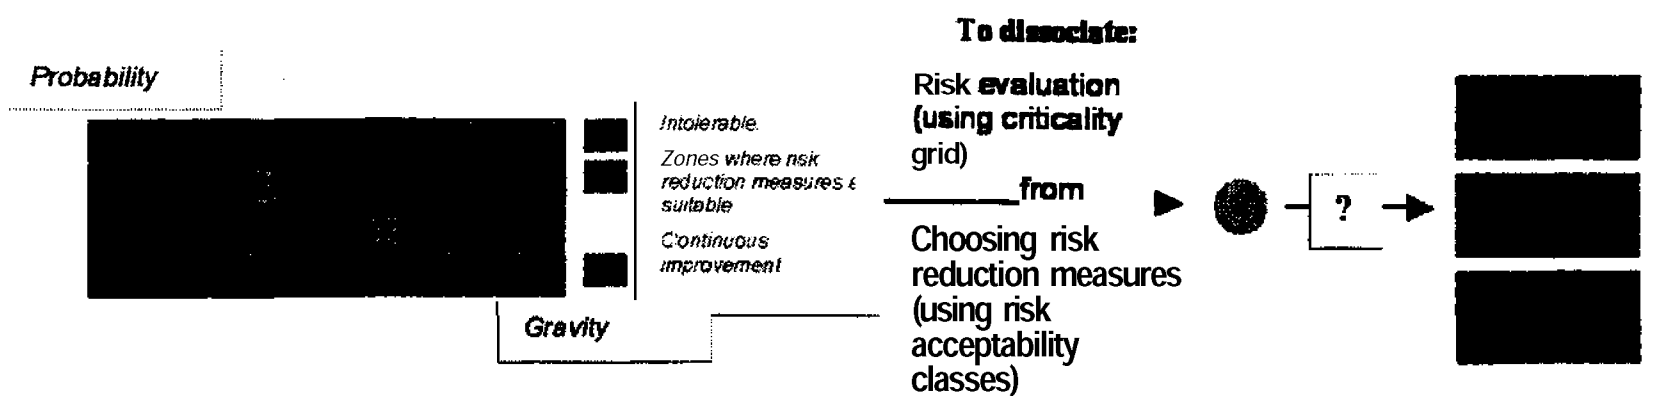 To dissociate:
Probability
Intolerable.
Zones where risk
reduction measures
suitable
Continuous
improvement
Gravity
Risk evaluation
(using criticality
grid)
from
Choosing risk
reduction measures
(using risk
acceptability
classes)
?